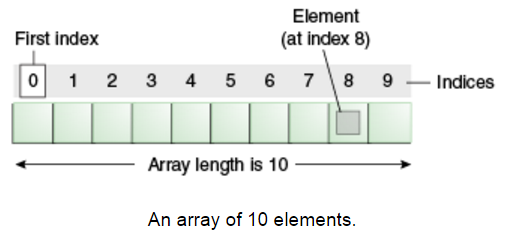 Element
First index (at index 8)
0 1 2 3 4 5 6 7 8 9 Indices
Array length is 10
An array of 10 elements.